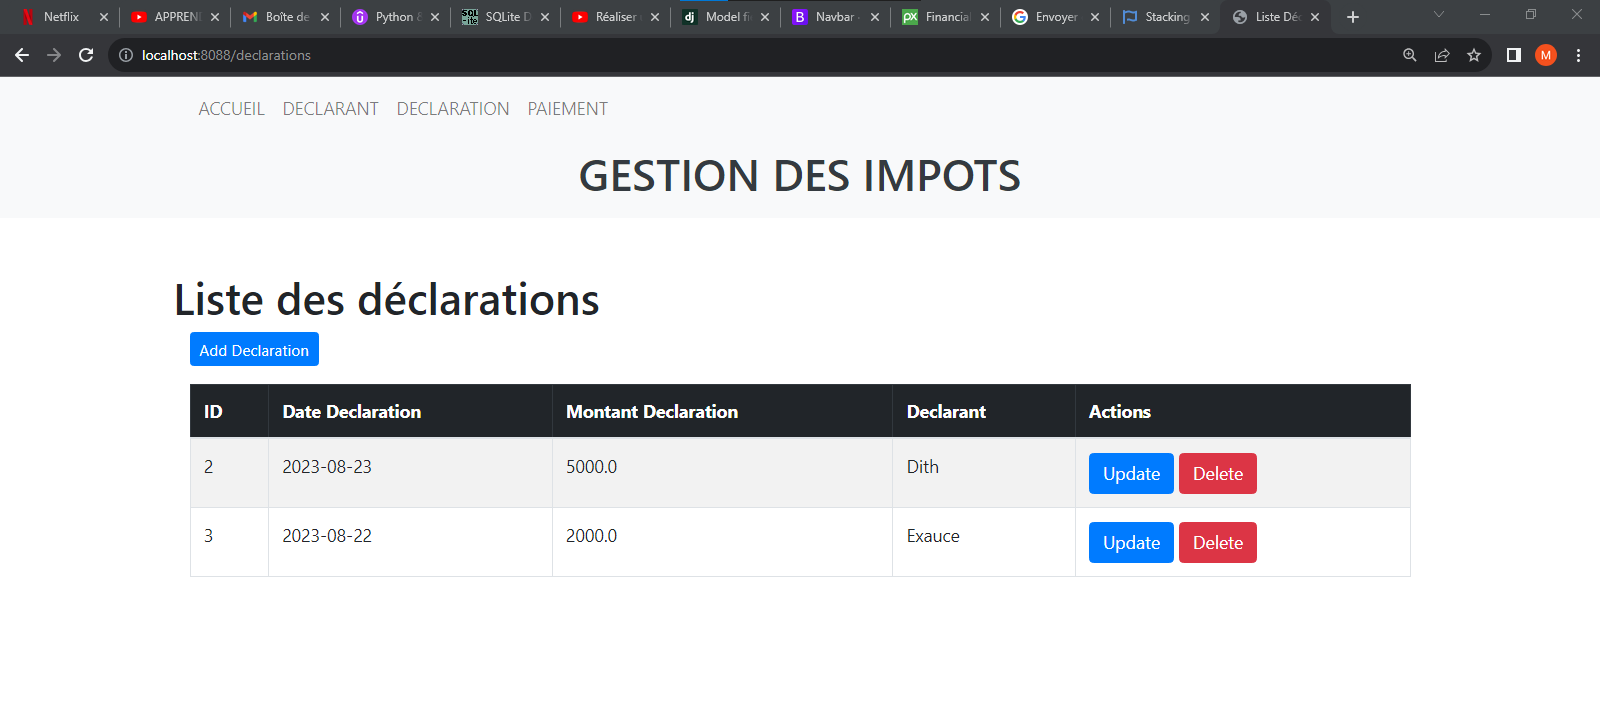 Netflix APPREN Boîte de Python SQLite D Réaliser Model fi Navbar - Financial Envoyer Stacking Liste Déc
localhost:8088/declarations M
ACCUEIL DECLARANT DECLARATION PAIEMENT
GESTION DES IMPOTS
Liste des déclarations
Add Declaration
ID Date Declaration Montant Declaration Declarant Actions
2 2023-08-23 5000.0 Dith Update Delete
3 2023-08-22 2000.0 Exauce Update Delete